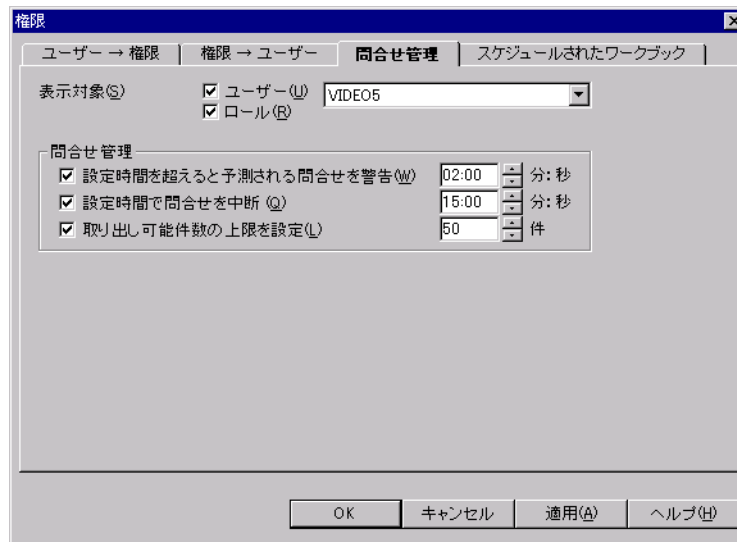 権限
ユーザー → 権限 権限 → ユーザー 問合せ管理 スケジュールされたワークブック
表示対象(S) ユーザー(U) VIDEO5
ロール(R)
問合せ管理
設定時間を超えると予測される問合せを警告(W) 02:00 分:秒
設定時間で問合せを中断 (Q) 15:00 分:秒
取り出し可能件数の上限を設定(L) 50 件
OK キャンセル 適用(A) ヘルプ(H)